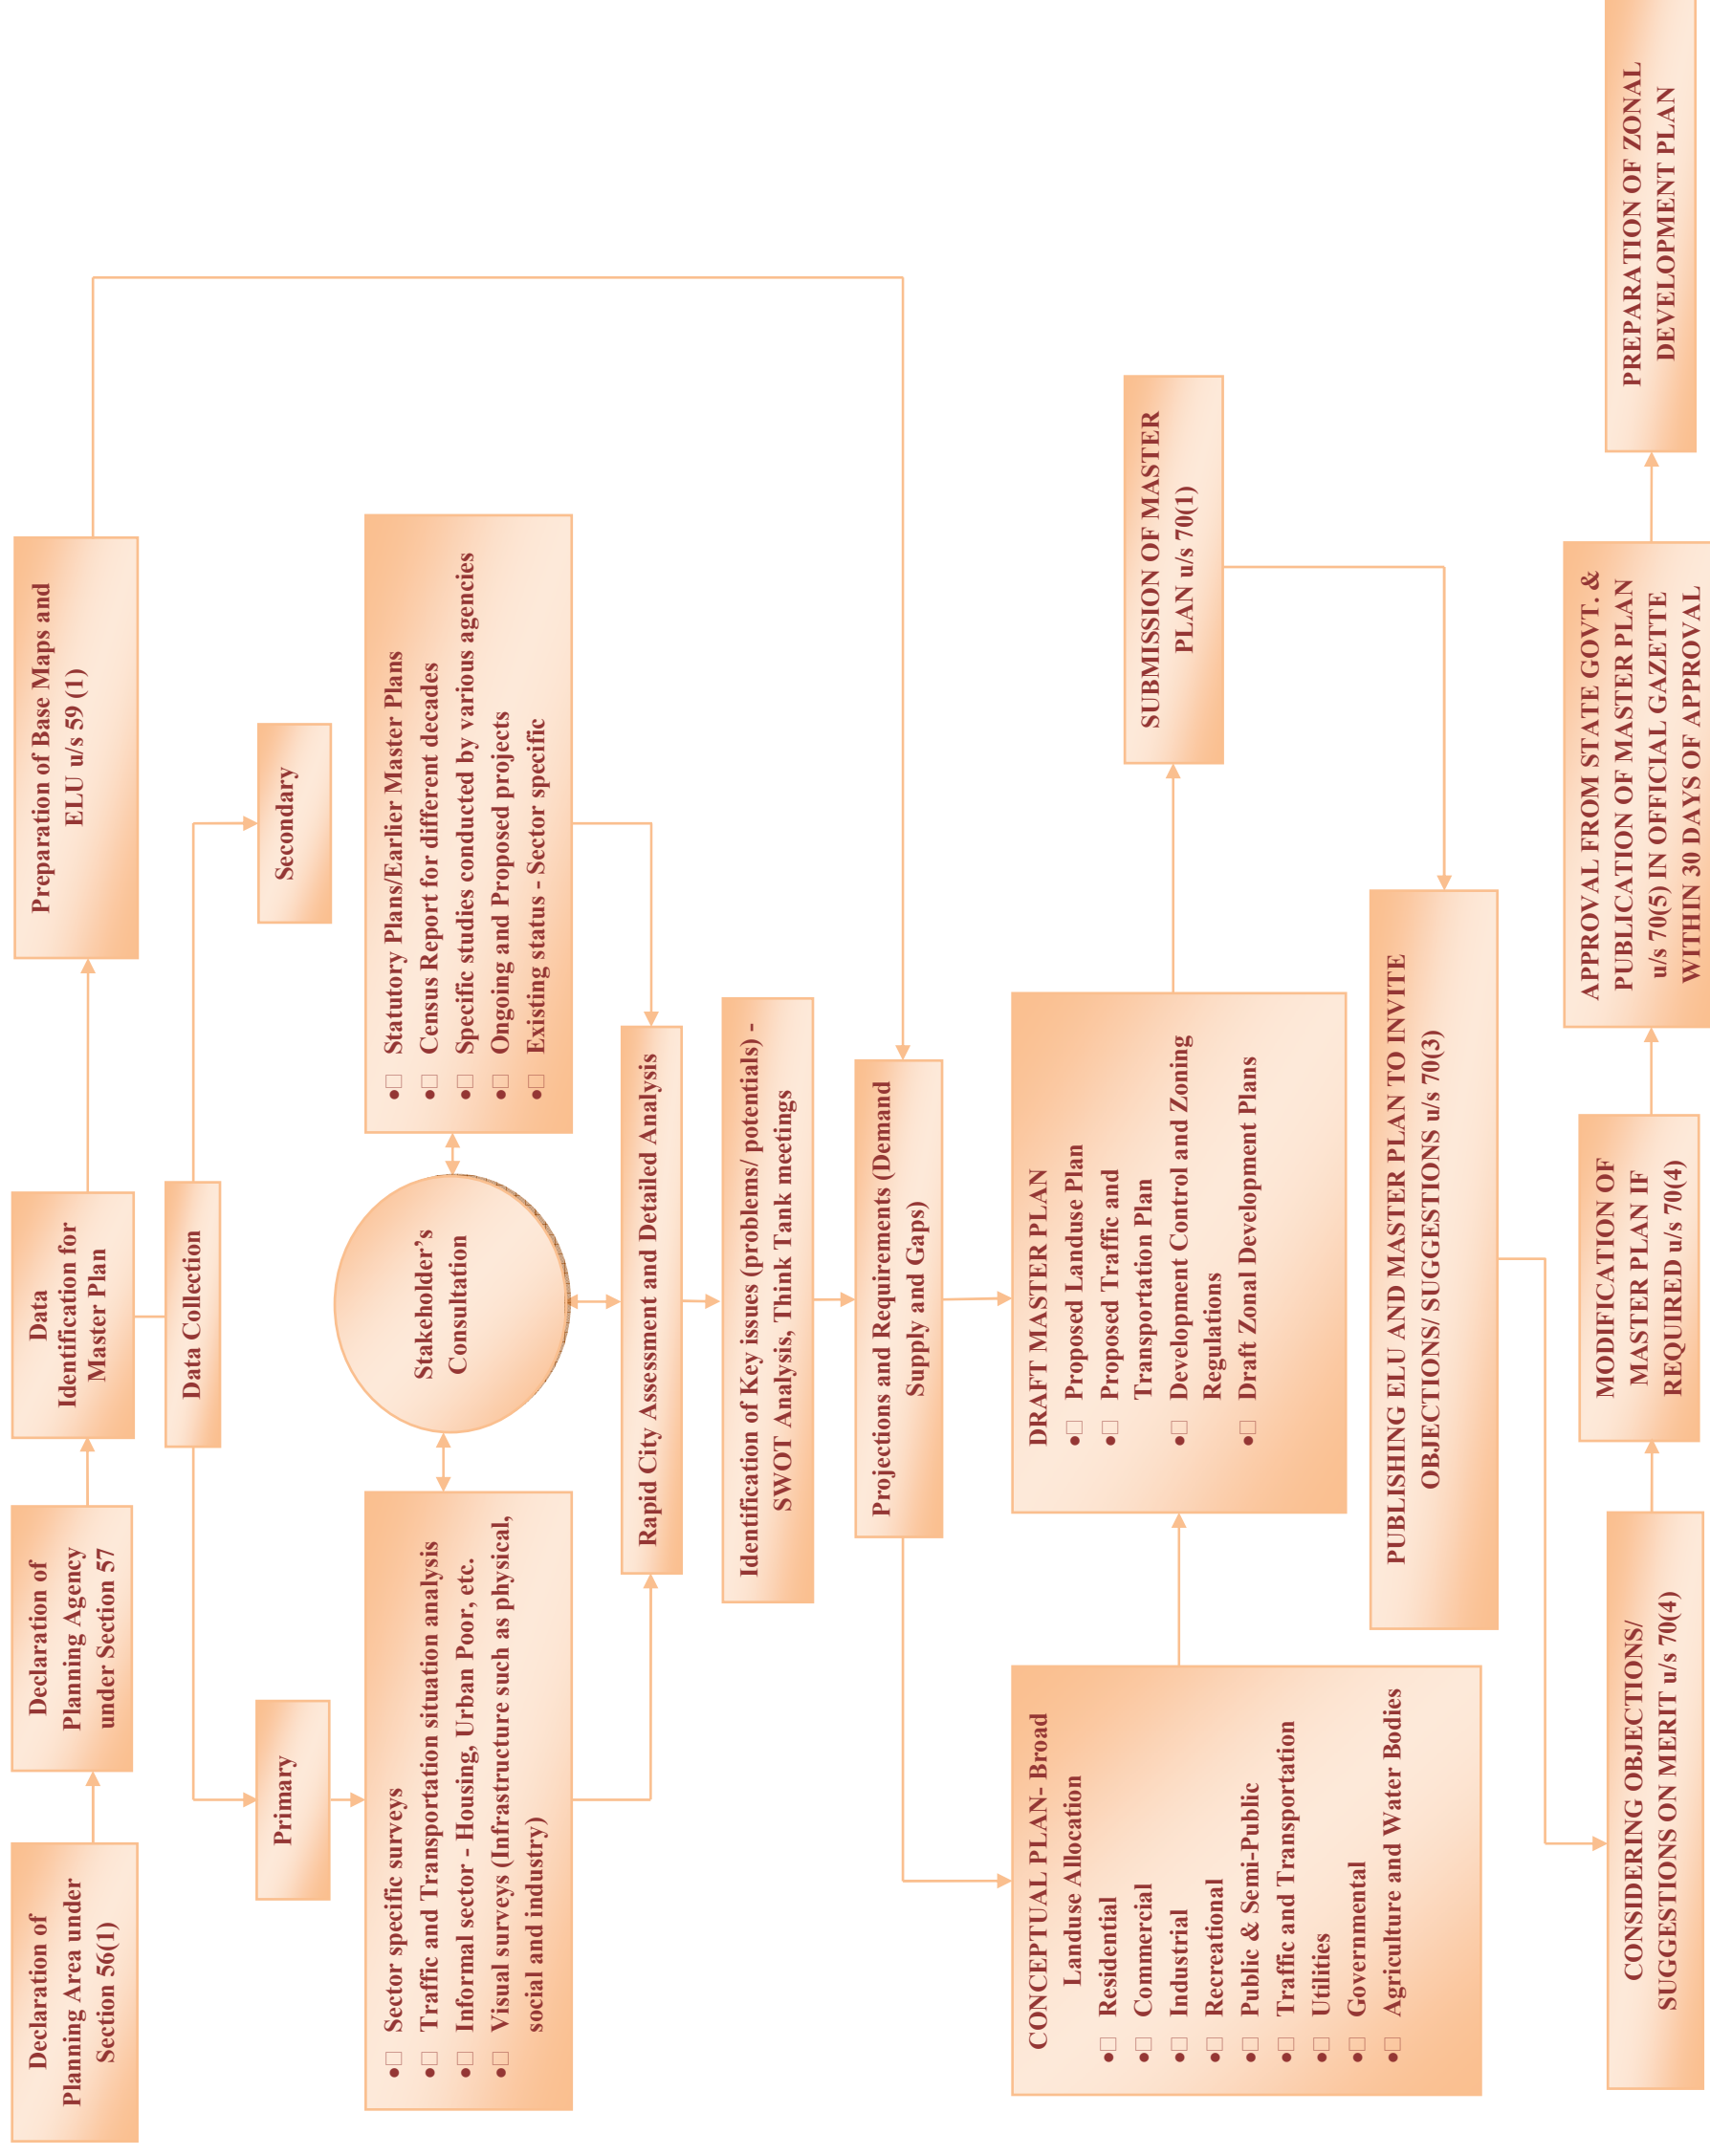 Declaration of
Planning Area under
Section 56(1)
Declaration of
Planning Agency
under Section 57
Data
Identification for
Master Plan
Preparation of Base Maps and
ELU u/s 59 (1)
Data Collection
Primary
Secondary
•□ Sector specific surveys
•□ Traffic and Transportation situation analysis
•□ Informal sector - Housing, Urban Poor, etc.
•□ Visual surveys (Infrastructure such as physical,
social and industry)
Stakeholder’s
Consultation
•□ Statutory Plans/Earlier Master Plans
•□ Census Report for different decades
•□ Specific studies conducted by various agencies
•□ Ongoing and Proposed projects
•□ Existing status - Sector specific
Rapid City Assessment and Detailed Analysis
Identification of Key issues (problems/ potentials) -
SWOT Analysis, Think Tank meetings
Projections and Requirements (Demand
Supply and Gaps)
CONCEPTUAL PLAN- Broad
Landuse Allocation
•□ Residential
•□ Commercial
•□ Industrial
•□ Recreational
•□ Public & Semi-Public
•□ Traffic and Transportation
•□ Utilities
•□ Governmental
•□ Agriculture and Water Bodies
DRAFT MASTER PLAN
•□ Proposed Landuse Plan
•□ Proposed Traffic and
Transportation Plan
•□ Development Control and Zoning
Regulations
•□ Draft Zonal Development Plans
SUBMISSION OF MASTER
PLAN u/s 70(1)
PUBLISHING ELU AND MASTER PLAN TO INVITE
OBJECTIONS/ SUGGESTIONS u/s 70(3)
CONSIDERING OBJECTIONS/
SUGGESTIONS ON MERIT u/s 70(4)
MODIFICATION OF
MASTER PLAN IF
REQUIRED u/s 70(4)
APPROVAL FROM STATE GOVT. &
PUBLICATION OF MASTER PLAN
u/s 70(5) IN OFFICIAL GAZETTE
WITHIN 30 DAYS OF APPROVAL
PREPARATION OF ZONAL
DEVELOPMENT PLAN